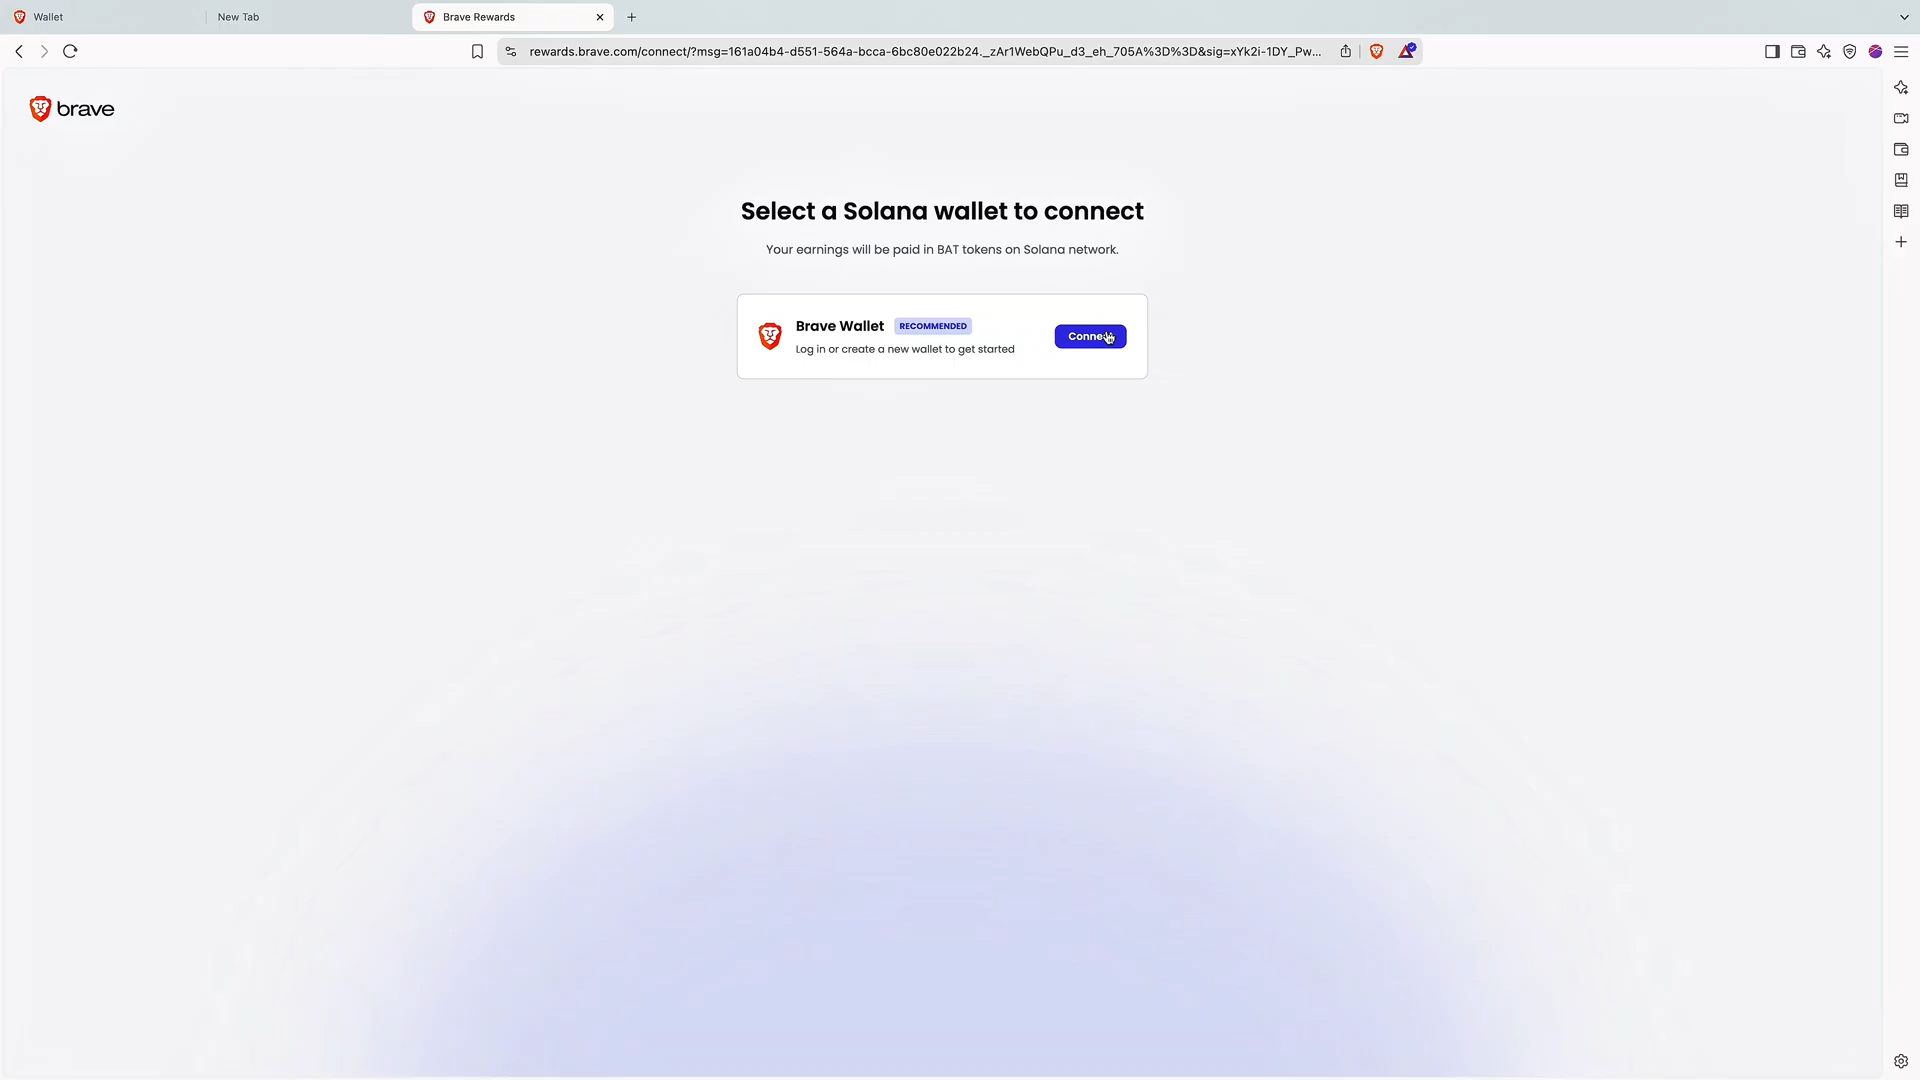 Wallet
New Tab
Brave Rewards
rewards.brave.com/connect/?msg=161a04b4-d551-564a-bcca-6bc80e022b24._zAr1WebQPu_d3_eh_705A%3D%3D&sig=xYk2i-1DY_Pw...
brave
Select a Solana wallet to connect
Your earnings will be paid in BAT tokens on Solana network.
Brave Wallet RECOMMENDED
Log in or create a new wallet to get started
Connect